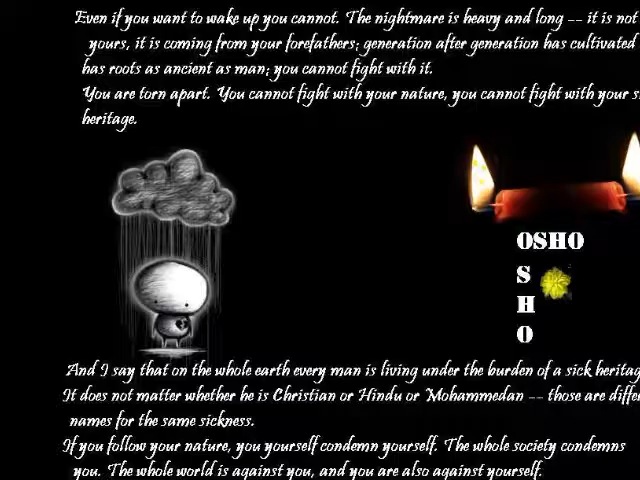 Even if you want to wake up you cannot. The nightmare is heavy and long -- it is not
yours, it is coming from your forefathers; generation after generation has cultivated
has roots as ancient as man; you cannot fight with it.
You are torn apart. You cannot fight with your nature, you cannot fight with your
heritage.
OSHO
S
H
O
And I say that on the whole earth every man is living under the burden of a sick
It does not matter whether he is Christian or Hindu or Mohammedan -- those are
names for the same sickness.
If you follow your nature, you yourself condemn yourself. The whole society condemns
you. The whole world is against you, and you are also against yourself.